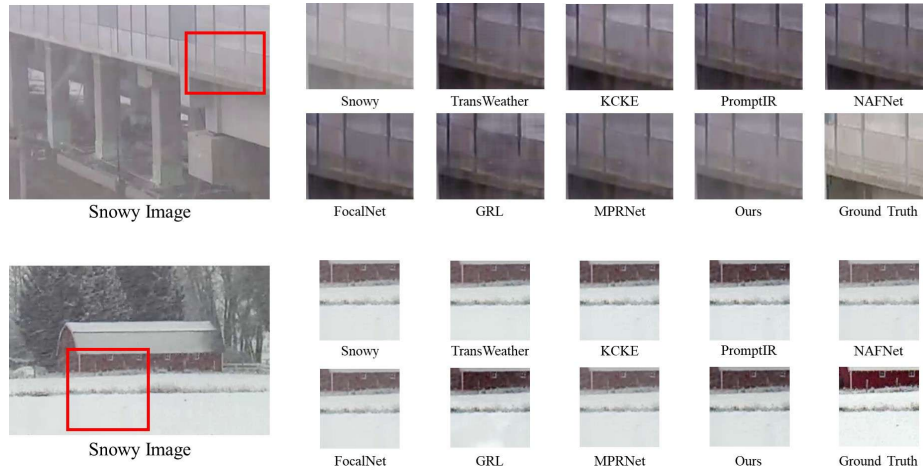 Snowy TransWeather KCKE PromptIR NAFNet
FocalNet GRL MPRNet Ours Ground Truth
Snowy Image
Snowy TransWeather KCKE PromptIR NAFNet
FocalNet GRL MPRNet Ours Ground Truth
Snowy Image